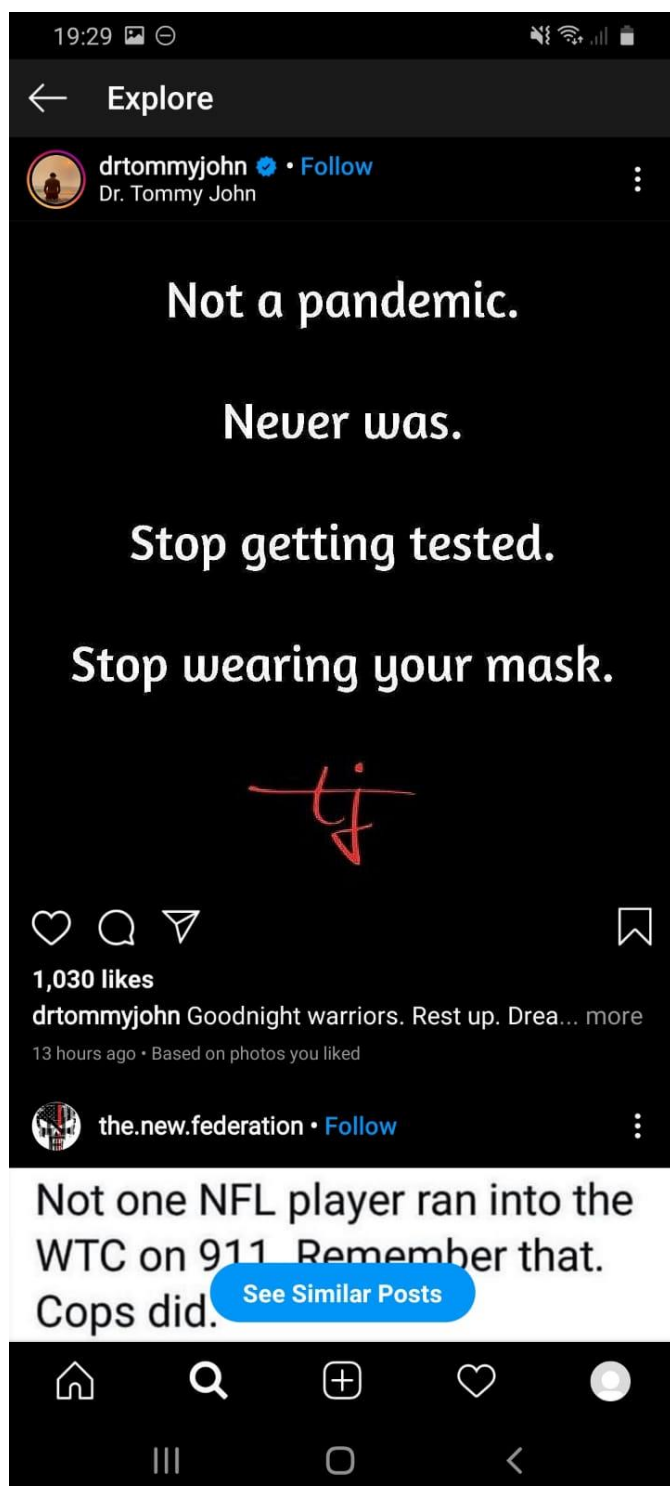 19:29
Explore
drtommyjohn • Follow
Dr. Tommy John
Not a pandemic.
Never was.
Stop getting tested.
Stop wearing your mask.
tj
1,030 likes
drtommyjohn Goodnight warriors. Rest up. Drea... more
13 hours ago • Based on photos you liked
the.new.federation • Follow
Not one NFL player ran into the
WTC on 911. Remember that.
Cops did.
See Similar Posts